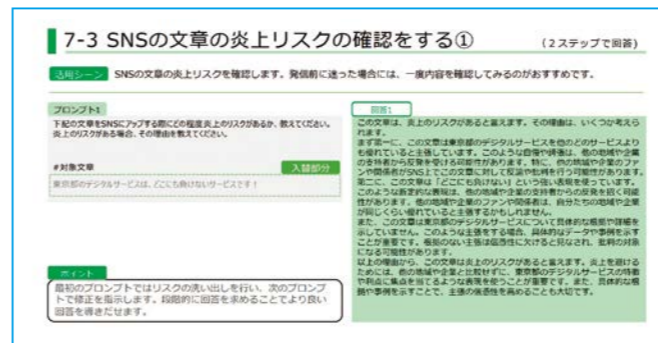 7-3 SNSの文章の炎上リスクの確認をする①
(2ステップで回答)
活用シーン SNSの文章の炎上リスクを確認します。発信前に迷った場合には、一度内容を確認してみるのがおすすめです。
プロンプト1
下記の文章をSNSにアップする際にどの程度炎上のリスクがあるか、教えてください。
炎上のリスクがある場合、その理由を教えてください。
#対象文章
入替部分
東京都のデジタルサービスは、どこにも負けないサービスです！
ポイント
最初のプロンプトではリスクの洗い出しを行い、次のプロンプ
トで修正を指示します。段階的に回答を求めることでより良い
回答を導きだせます。
回答1
この文章は、炎上のリスクがあると言えます。その理由は、いくつか考えら
れます。
まず第一に、この文章は東京都のデジタルサービスを他のどのサービスより
も優れていると主張しています。このような自慢や誇張は、他の地域や企業
の支持者からの反発を受ける可能性があります。特に、他の地域や企業のファ
ンや関係者がSNS上でこの文章に対して反論や批判を行う可能性があります。
第二に、この文章は「どこにも負けない」という強い表現を使っています。
このような断定的な表現は、他の地域や企業の支持者からの反発を招く可能
性があります。他の地域や企業のファンや関係者は、自分たちの地域や企業
が同じくらい優れていると主張するかもしれません。
また、この文章は東京都のデジタルサービスについて具体的な根拠や詳細を
示していません。このような主張をする場合、具体的なデータや事例を示す
ことが重要です。根拠のない主張は信憑性に欠けると見なされ、批判の対象
になる可能性があります。
以上の理由から、この文章は炎上のリスクがあると言えます。炎上を避ける
ためには、他の地域や企業と比較せずに、東京都のデジタルサービスの特徴
や利点に焦点を当てるような表現を使うことが重要です。また、具体的な根
拠や事例を示すことで、主張の信憑性を高めることも大切です。